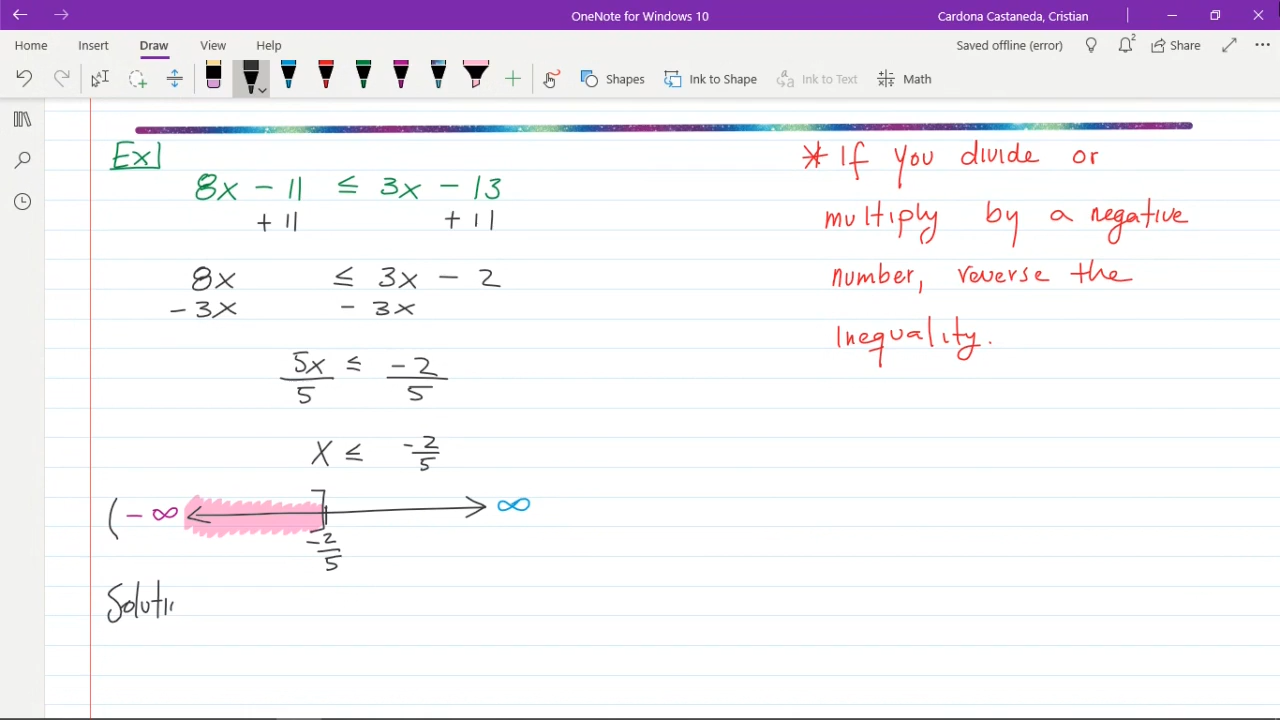 OneNote for Windows 10
Cardona Castaneda, Cristian
Home Insert Draw View Help
Saved offline (error) Share
Shapes Ink to Shape Ink to Text Math
Ex1
8x - 11 ≤ 3x - 13
+ 11 + 11
8x ≤ 3x - 2
- 3x - 3x
5x ≤ -2
5 5
x ≤ -2/5
( - ∞ ] ∞
-2/5
Soluti
* If you divide or
multiply by a negative
number, reverse the
Inequality.